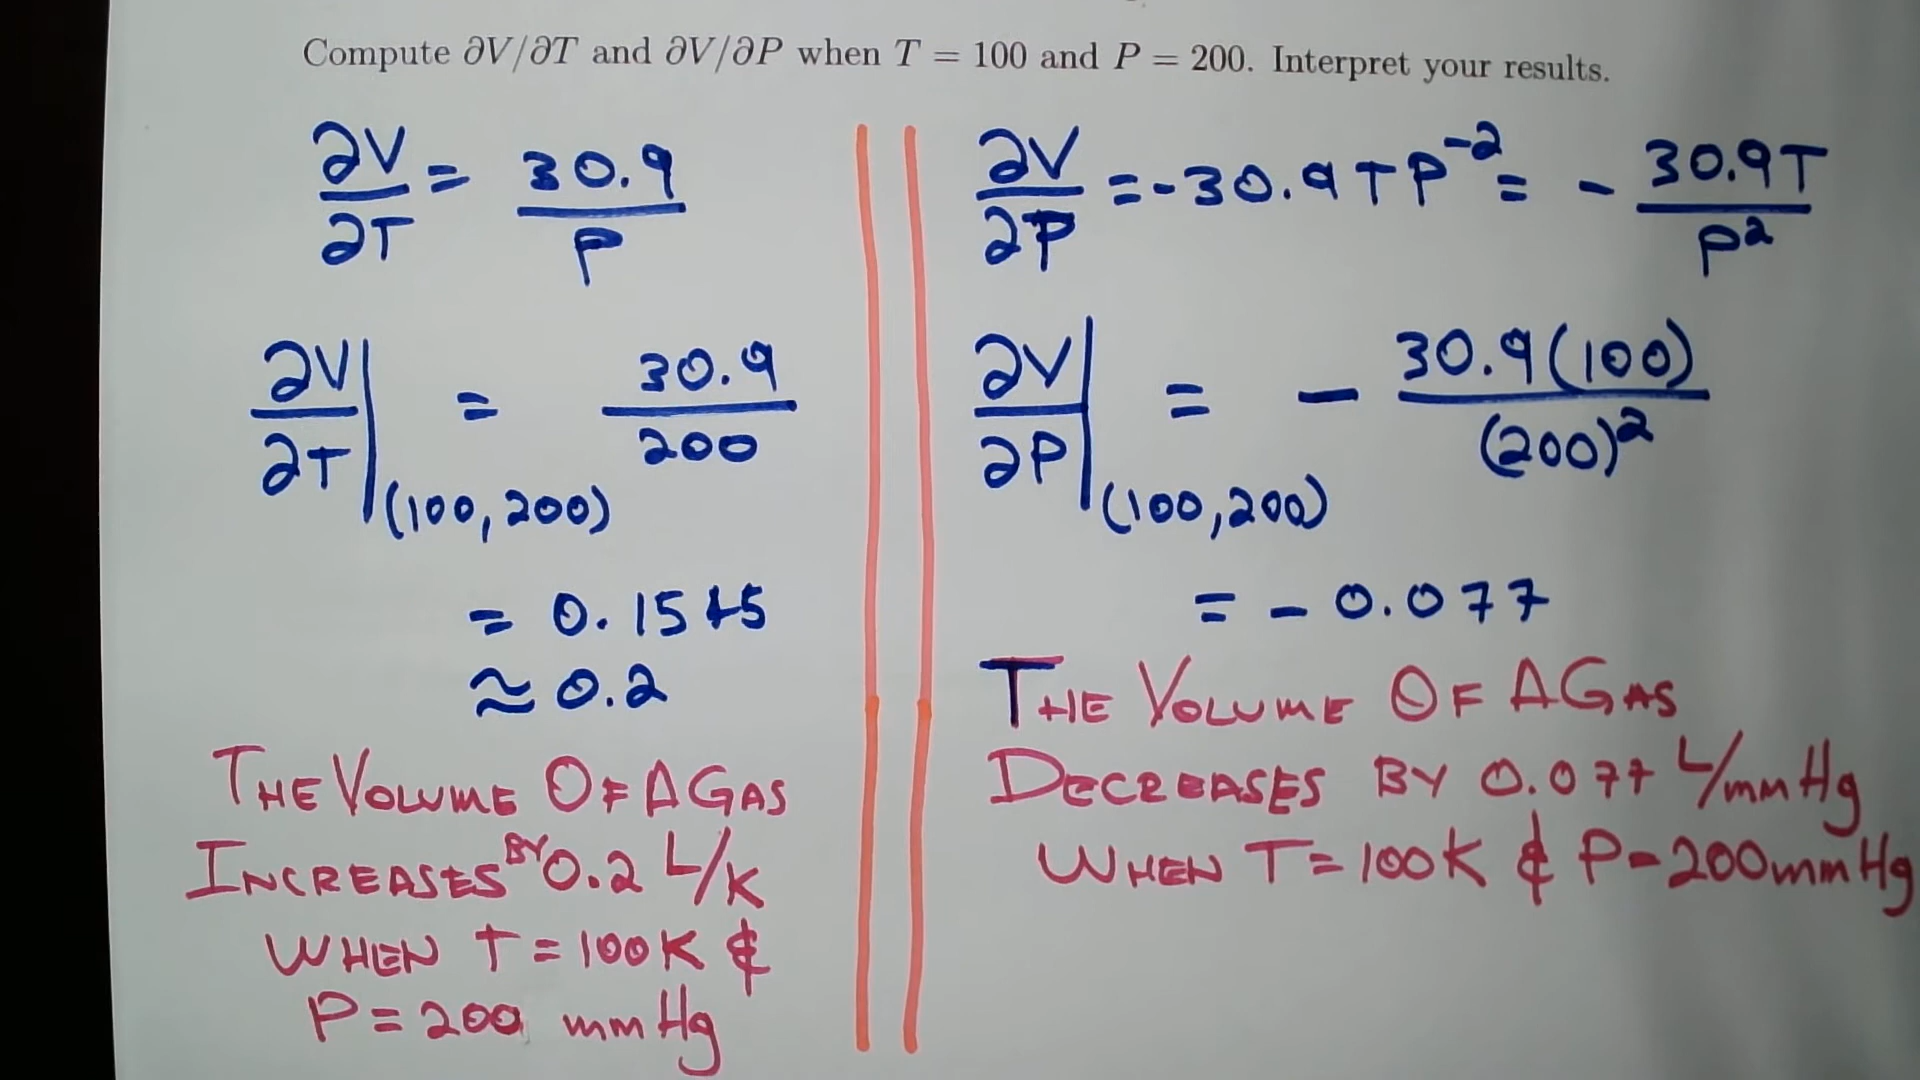 Compute ∂V/∂T and ∂V/∂P when T = 100 and P = 200. Interpret your results.
∂V/∂T = 30.9/P
∂V/∂T|(100,200) = 30.9/200
= 0.1545
≈ 0.2
THE VOLUME OF A GAS
INCREASES BY 0.2 L/K
WHEN T = 100K &
P = 200 mmHg
∂V/∂P = -30.9TP⁻² = - 30.9T/P²
∂V/∂P|(100,200) = - 30.9(100)/(200)²
= - 0.077
THE VOLUME OF A GAS
DECREASES BY 0.077 L/mmHg
WHEN T = 100K & P = 200mmHg